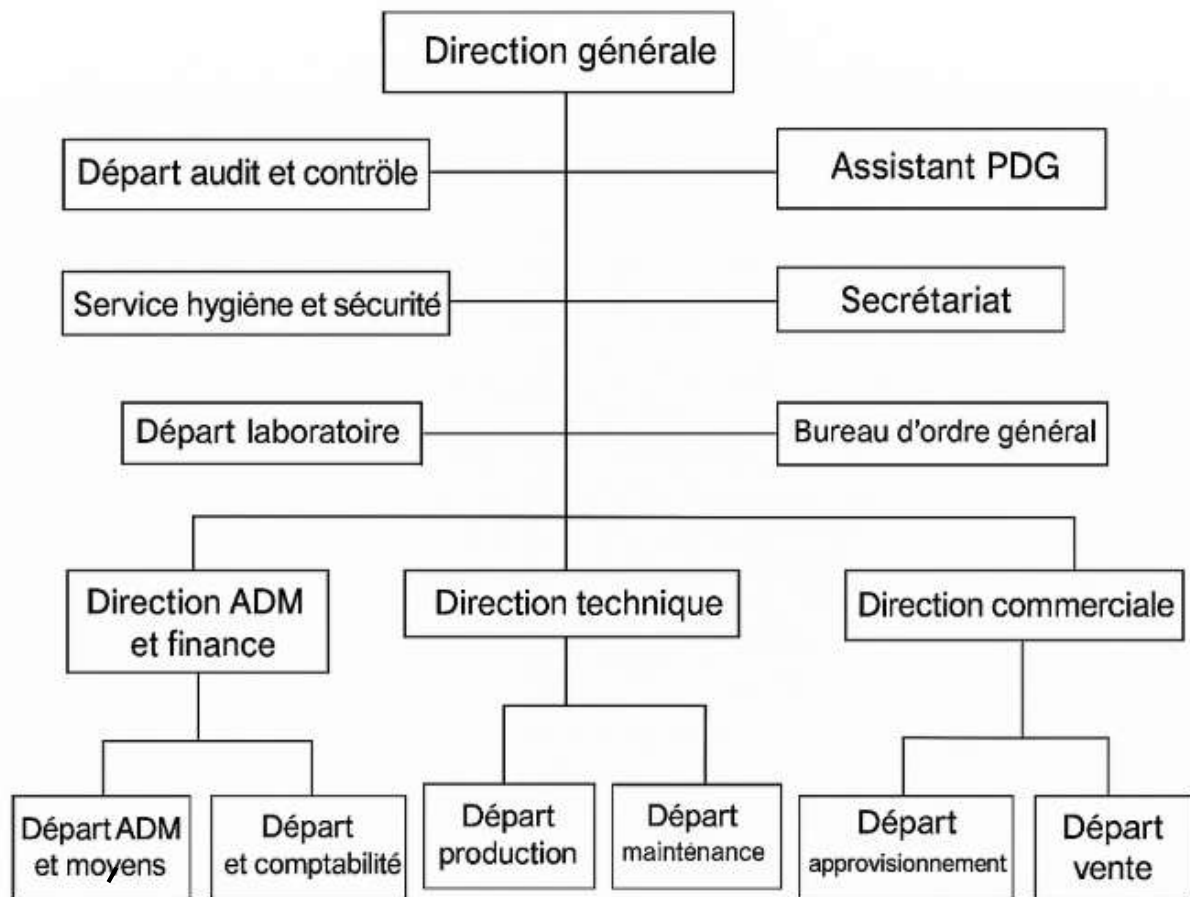 Direction générale
Départ audit et contrôle
Assistant PDG
Service hygiène et sécurité
Secrétariat
Départ laboratoire
Bureau d'ordre général
Direction ADM
et finance
Direction technique
Direction commerciale
Départ ADM
et moyens
Départ
et comptabilité
Départ
production
Départ
maintenance
Départ
approvisionnement
Départ
vente